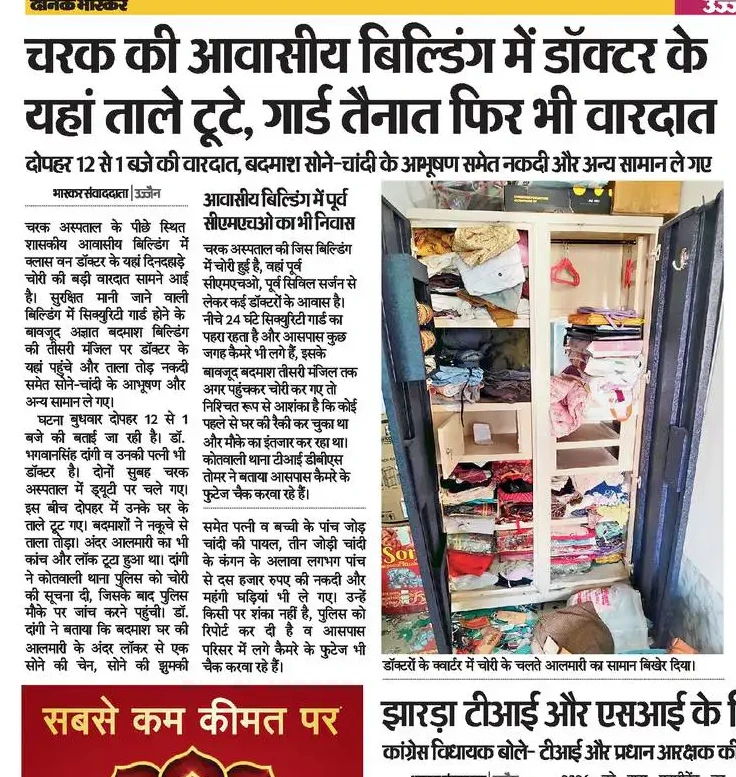 दैनिक भास्कर
चरक की आवासीय बिल्डिंग में डॉक्टर के
यहां ताले टूटे, गार्ड तैनात फिर भी वारदात
दोपहर 12 से 1 बजे की वारदात, बदमाश सोने-चांदी के आभूषण समेत नकदी और अन्य सामान ले गए
भास्कर संवाददाता | उज्जैन
चरक अस्पताल के पीछे स्थित
शासकीय आवासीय बिल्डिंग में
क्लास वन डॉक्टर के यहां दिनदहाड़े
चोरी की बड़ी वारदात सामने आई
है। सुरक्षित मानी जाने वाली
बिल्डिंग में सिक्युरिटी गार्ड होने के
बावजूद अज्ञात बदमाश बिल्डिंग
की तीसरी मंजिल पर डॉक्टर के
यहां पहुंचे और ताला तोड़ नकदी
समेत सोने-चांदी के आभूषण और
अन्य सामान ले गए।
घटना बुधवार दोपहर 12 से 1
बजे की बताई जा रही है। डॉ.
भगवानसिंह दांगी व उनकी पत्नी भी
डॉक्टर है। दोनों सुबह चरक
अस्पताल में ड्यूटी पर चले गए।
इस बीच दोपहर में उनके घर के
ताले टूट गए। बदमाशों ने नकूचे से
ताला तोड़ा। अंदर आलमारी का भी
कांच और लॉक टूटा हुआ था। दांगी
ने कोतवाली थाना पुलिस को चोरी
की सूचना दी, जिसके बाद पुलिस
मौके पर जांच करने पहुंची। डॉ.
दांगी ने बताया कि बदमाश घर की
आलमारी के अंदर लॉकर से एक
सोने की चेन, सोने की झुमकी
आवासीय बिल्डिंग में पूर्व
सीएमएचओ का भी निवास
चरक अस्पताल की जिस बिल्डिंग
में चोरी हुई है, वहां पूर्व
सीएमएचओ, पूर्व सिविल सर्जन से
लेकर कई डॉक्टरों के आवास है।
नीचे 24 घंटे सिक्युरिटी गार्ड का
पहरा रहता है और आसपास कुछ
जगह कैमरे भी लगे हैं, इसके
बावजूद बदमाश तीसरी मंजिल तक
अगर पहुंचकर चोरी कर गए तो
निश्चित रूप से आशंका है कि कोई
पहले से घर की रैकी कर चुका था
और मौके का इंतजार कर रहा था।
कोतवाली थाना टीआई डीबीएस
तोमर ने बताया आसपास कैमरे के
फुटेज चैक करवा रहे हैं।
समेत पत्नी व बच्ची के पांच जोड़
चांदी की पायल, तीन जोड़ी चांदी
के कंगन के अलावा लगभग पांच
से दस हजार रुपए की नकदी और
महंगी घड़ियां भी ले गए। उन्हें
किसी पर शंका नहीं है, पुलिस को
रिपोर्ट कर दी है व आसपास
परिसर में लगे कैमरे के फुटेज भी
चैक करवा रहे हैं।
डॉक्टरों के क्वार्टर में चोरी के चलते आलमारी का सामान बिखेर दिया।
सबसे कम कीमत पर
झारड़ा टीआई और एसआई के
कांग्रेस विधायक बोले- टीआई और प्रधान आरक्षक की